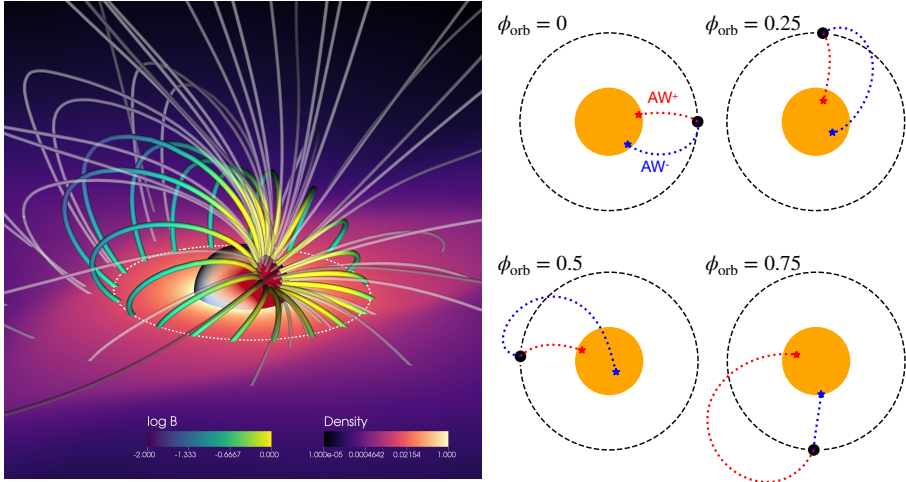 log B
-2.000 -1.333 -0.6667 0.000
Density
1.000e-05 0.0004642 0.02154 1.000
ϕorb = 0
AW+
AW-
ϕorb = 0.25
ϕorb = 0.5
ϕorb = 0.75